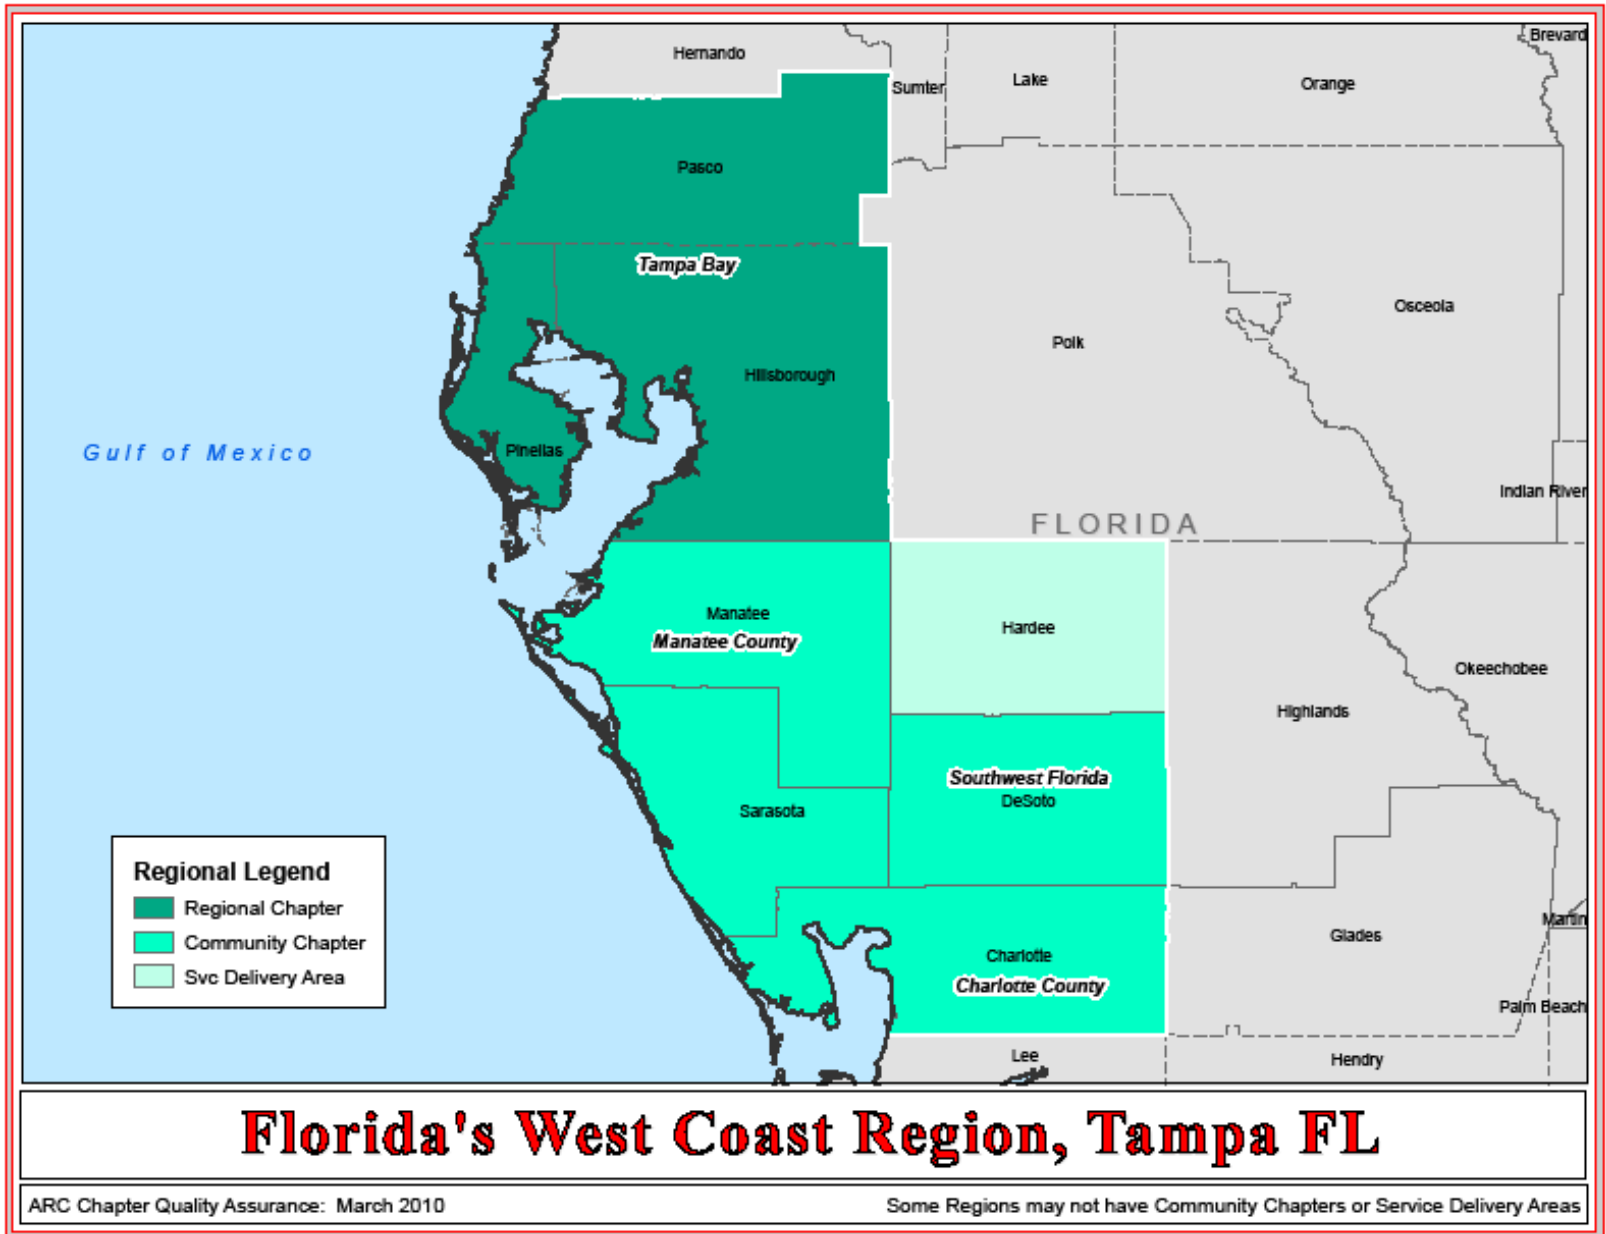 Hernando
Brevard
Sumter
Lake
Orange
Pasco
Tampa Bay
Osceola
Polk
Hillsborough
Gulf of Mexico
Pinellas
Indian River
FLORIDA
Manatee
Manatee County
Hardee
Okeechobee
Highlands
Southwest Florida
DeSoto
Sarasota
Regional Legend
Regional Chapter
Community Chapter
Svc Delivery Area
Martin
Glades
Charlotte
Charlotte County
Palm Beach
Lee
Hendry
Florida's West Coast Region, Tampa FL
ARC Chapter Quality Assurance: March 2010
Some Regions may not have Community Chapters or Service Delivery Areas